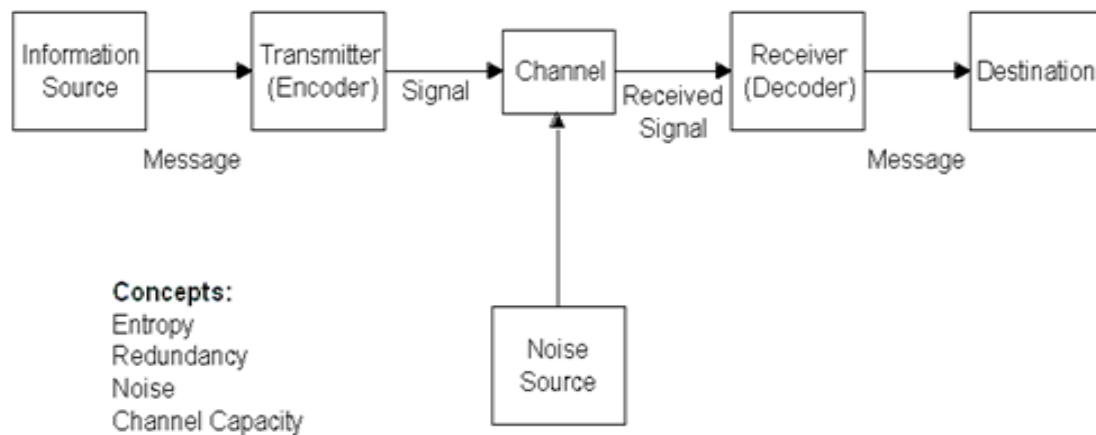 Information
Source
Transmitter
(Encoder)
Channel
Receiver
(Decoder)
Destination
Signal
Received
Signal
Message
Message
Concepts:
Entropy
Redundancy
Noise
Channel Capacity
Noise
Source